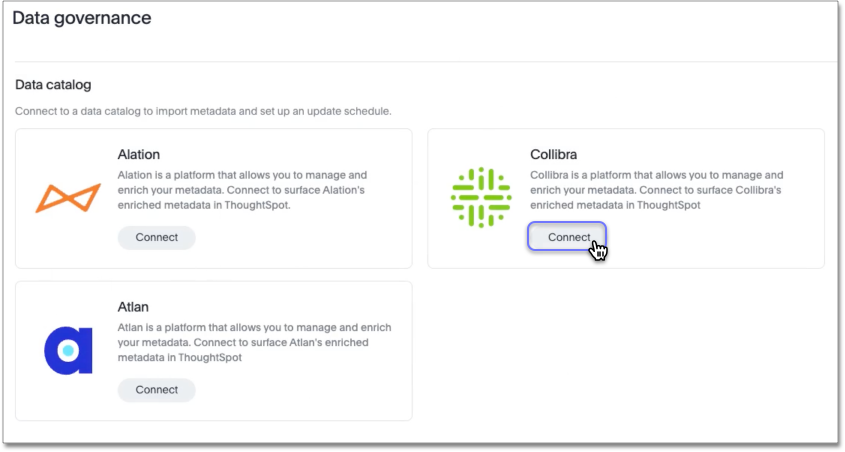 Data governance
Data catalog
Connect to a data catalog to import metadata and set up an update schedule.
Alation
Alation is a platform that allows you to manage and
enrich your metadata. Connect to surface Alation's
enriched metadata in ThoughtSpot.
Connect
Collibra
Collibra is a platform that allows you to manage and
enrich your metadata. Connect to surface Collibra's
enriched metadata in ThoughtSpot
Connect
Atlan
Atlan is a platform that allows you to manage and enrich
your metadata. Connect to surface Atlan's enriched
metadata in ThoughtSpot
Connect